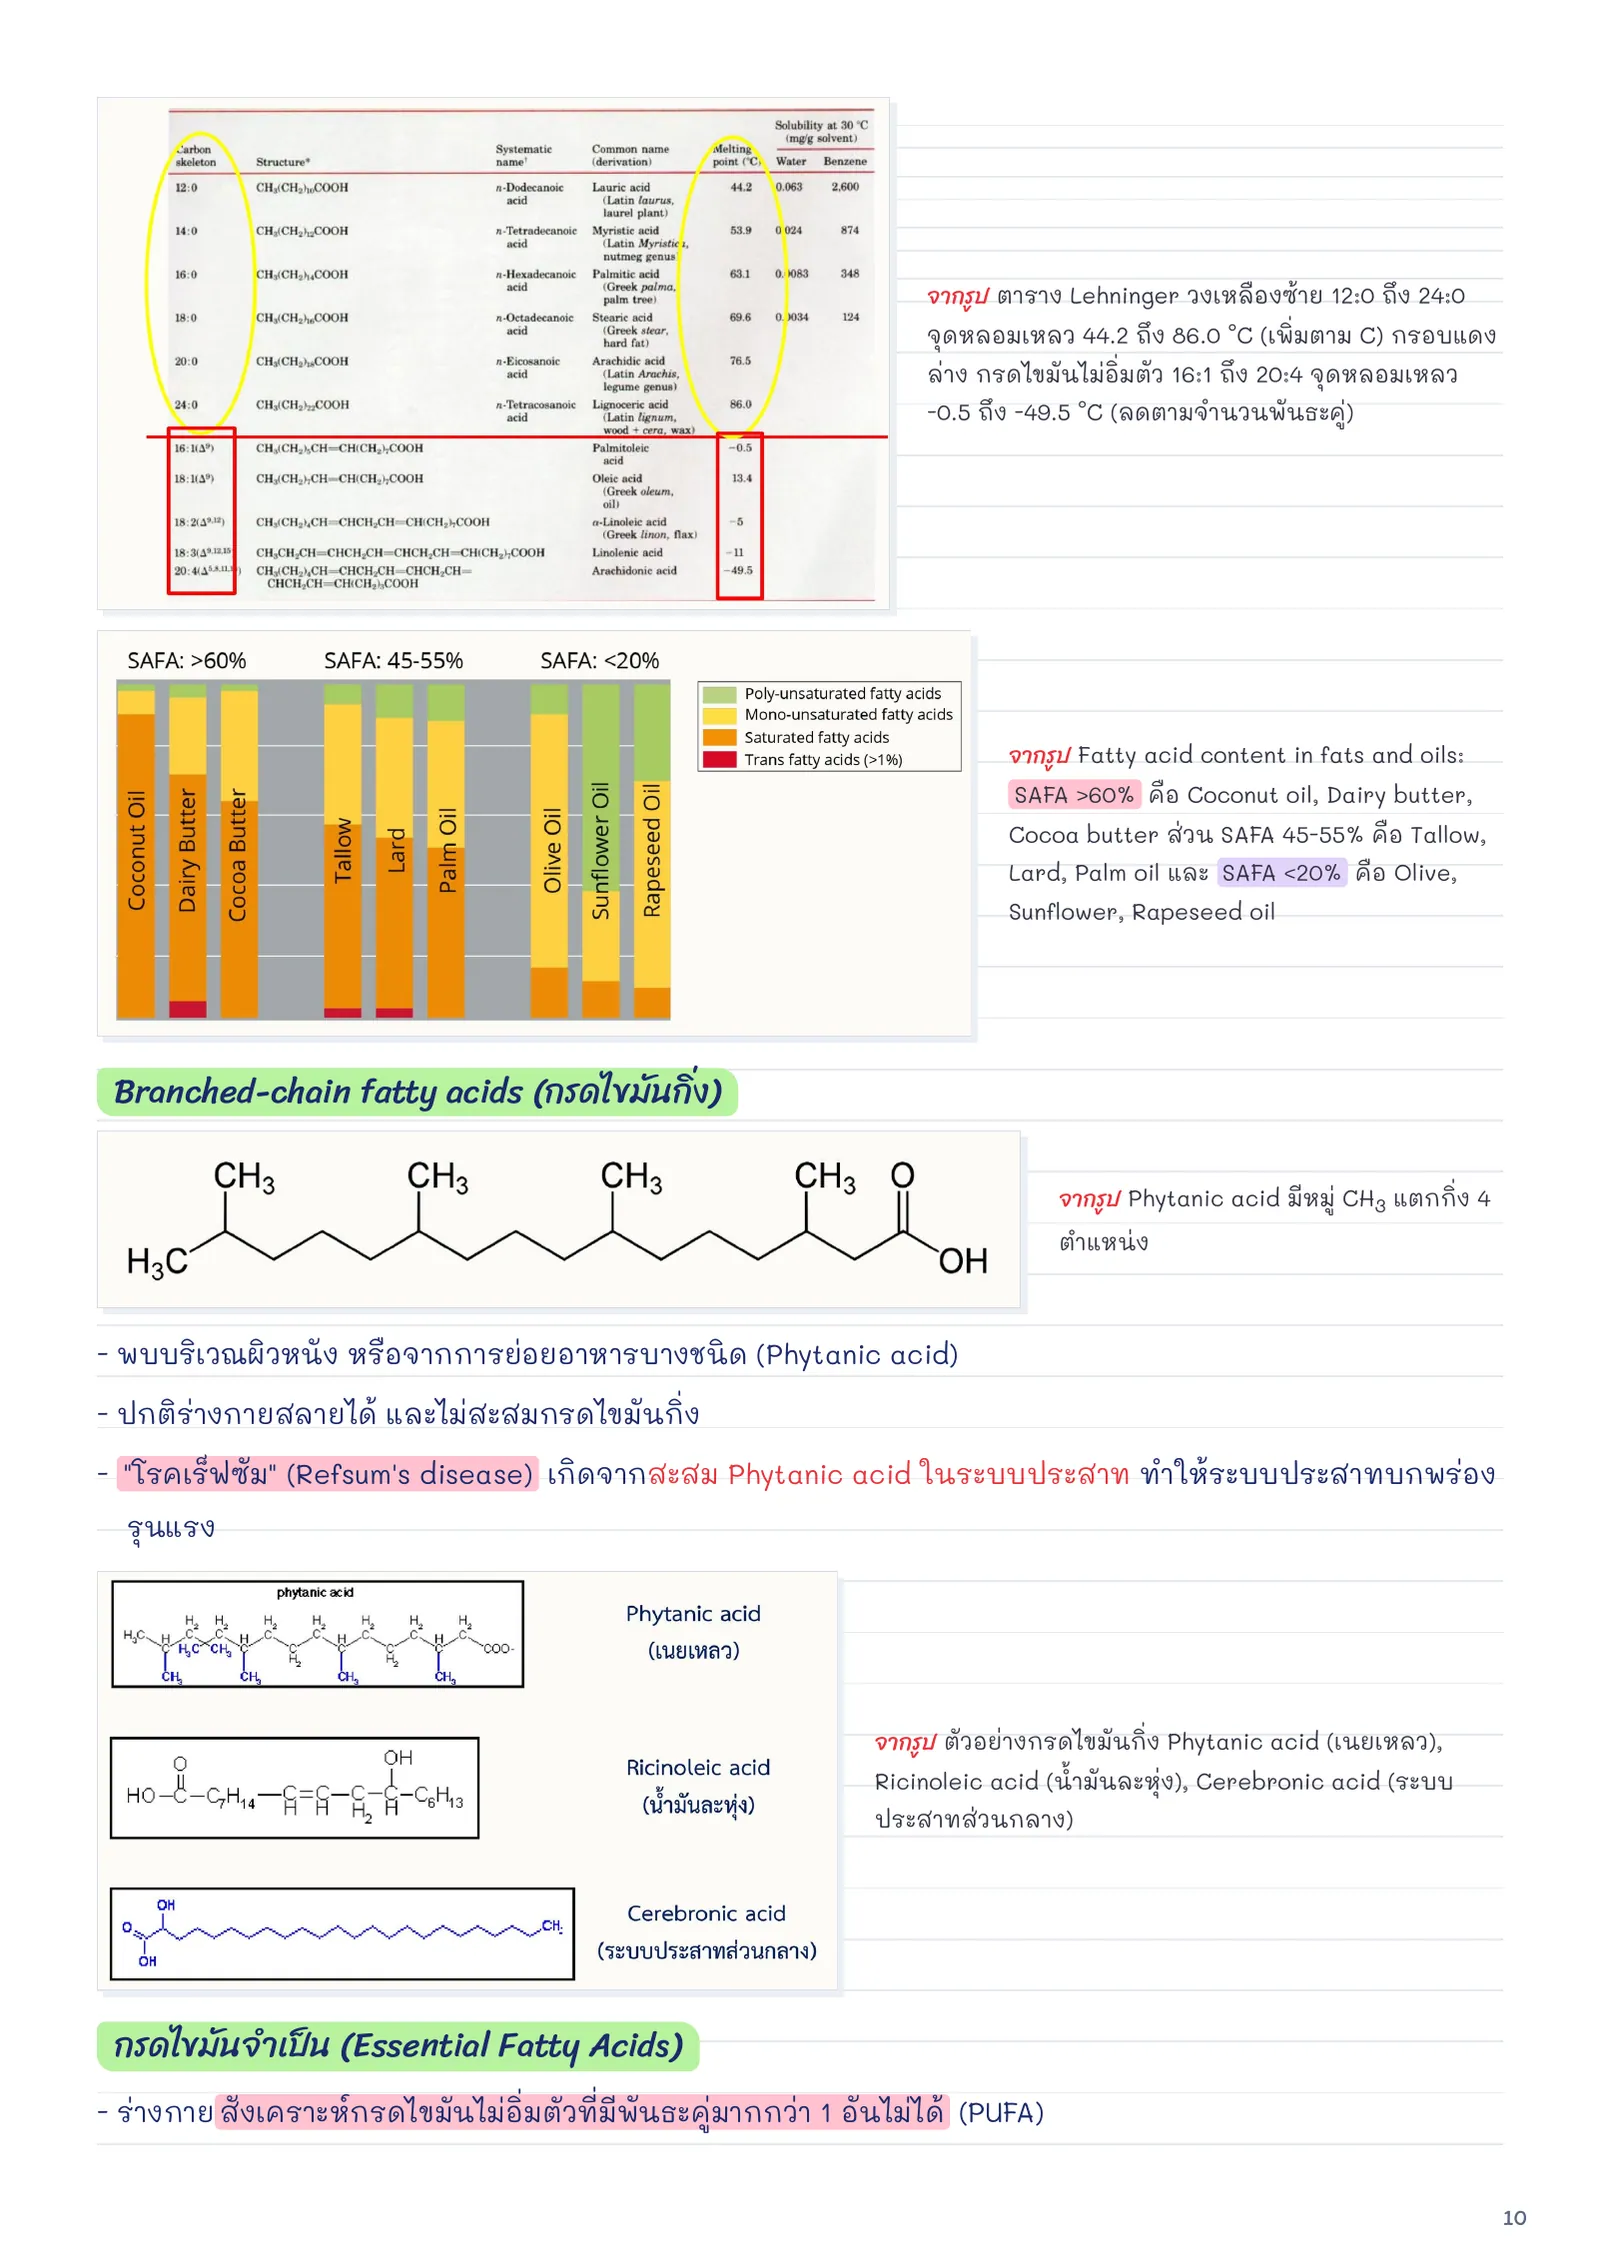 Solubility at 30 °C
(mg/g solvent)
Carbon skeleton Structure* Systematic name† Common name (derivation) Melting point (°C) Water Benzene
12:0 CH₃(CH₂)₁₀COOH n-Dodecanoic acid Lauric acid (Latin laurus, laurel plant) 44.2 0.063 2,600
14:0 CH₃(CH₂)₁₂COOH n-Tetradecanoic acid Myristic acid (Latin Myristica, nutmeg genus) 53.9 0.024 874
16:0 CH₃(CH₂)₁₄COOH n-Hexadecanoic acid Palmitic acid (Greek palma, palm tree) 63.1 0.0083 348
18:0 CH₃(CH₂)₁₆COOH n-Octadecanoic acid Stearic acid (Greek stear, hard fat) 69.6 0.0034 124
20:0 CH₃(CH₂)₁₈COOH n-Eicosanoic acid Arachidic acid (Latin Arachis, legume genus) 76.5
24:0 CH₃(CH₂)₂₂COOH n-Tetracosanoic acid Lignoceric acid (Latin lignum, wood + cera, wax) 86.0
16:1(Δ⁹) CH₃(CH₂)₅CH=CH(CH₂)₇COOH Palmitoleic acid −0.5
18:1(Δ⁹) CH₃(CH₂)₇CH=CH(CH₂)₇COOH Oleic acid (Greek oleum, oil) 13.4
18:2(Δ⁹,¹²) CH₃(CH₂)₄CH=CHCH₂CH=CH(CH₂)₇COOH α-Linoleic acid (Greek linon, flax) −5
18:3(Δ⁹,¹²,¹⁵ CH₃CH₂CH=CHCH₂CH=CHCH₂CH=CH(CH₂)₇COOH Linolenic acid −11
20:4(Δ⁵,⁸,¹¹, CH₃(CH₂)₄CH=CHCH₂CH=CHCH₂CH= Arachidonic acid −49.5
CHCH₂CH=CH(CH₂)₃COOH
จากรูป ตาราง Lehninger วงเหลืองซ้าย 12:0 ถึง 24:0
จุดหลอมเหลว 44.2 ถึง 86.0 °C (เพิ่มตาม C) กรอบแดง
ล่าง กรดไขมันไม่อิ่มตัว 16:1 ถึง 20:4 จุดหลอมเหลว
-0.5 ถึง -49.5 °C (ลดตามจำนวนพันธะคู่)
SAFA: >60% SAFA: 45-55% SAFA: <20%
Coconut Oil
Dairy Butter
Cocoa Butter
Tallow
Lard
Palm Oil
Olive Oil
Sunflower Oil
Rapeseed Oil
Poly-unsaturated fatty acids
Mono-unsaturated fatty acids
Saturated fatty acids
Trans fatty acids (>1%)
จากรูป Fatty acid content in fats and oils:
SAFA >60% คือ Coconut oil, Dairy butter,
Cocoa butter ส่วน SAFA 45-55% คือ Tallow,
Lard, Palm oil และ SAFA <20% คือ Olive,
Sunflower, Rapeseed oil
Branched-chain fatty acids (กรดไขมันกิ่ง)
CH₃ CH₃ CH₃ CH₃ O
H₃C OH
จากรูป Phytanic acid มีหมู่ CH₃ แตกกิ่ง 4
ตำแหน่ง
- พบบริเวณผิวหนัง หรือจากการย่อยอาหารบางชนิด (Phytanic acid)
- ปกติร่างกายสลายได้ และไม่สะสมกรดไขมันกิ่ง
- "โรคเร็ฟซัม" (Refsum's disease) เกิดจากสะสม Phytanic acid ในระบบประสาท ทำให้ระบบประสาทบกพร่อง
รุนแรง
phytanic acid
H₂ H₂ H₂ H₂ H₂ H₂ H₂
H₃C H H₃C CH₃ H C H C H COO-
H₂ H₂
CH₃ CH₃ CH₃ CH₃
Phytanic acid
(เนยเหลว)
O OH
HO–C–C₇H₁₄–C=C–C–C–C₆H₁₃
H H H₂ H
Ricinoleic acid
(น้ำมันละหุ่ง)
OH
O CH
OH
Cerebronic acid
(ระบบประสาทส่วนกลาง)
จากรูป ตัวอย่างกรดไขมันกิ่ง Phytanic acid (เนยเหลว),
Ricinoleic acid (น้ำมันละหุ่ง), Cerebronic acid (ระบบ
ประสาทส่วนกลาง)
กรดไขมันจำเป็น (Essential Fatty Acids)
- ร่างกายสังเคราะห์กรดไขมันไม่อิ่มตัวที่มีพันธะคู่มากกว่า 1 อันไม่ได้ (PUFA)
10